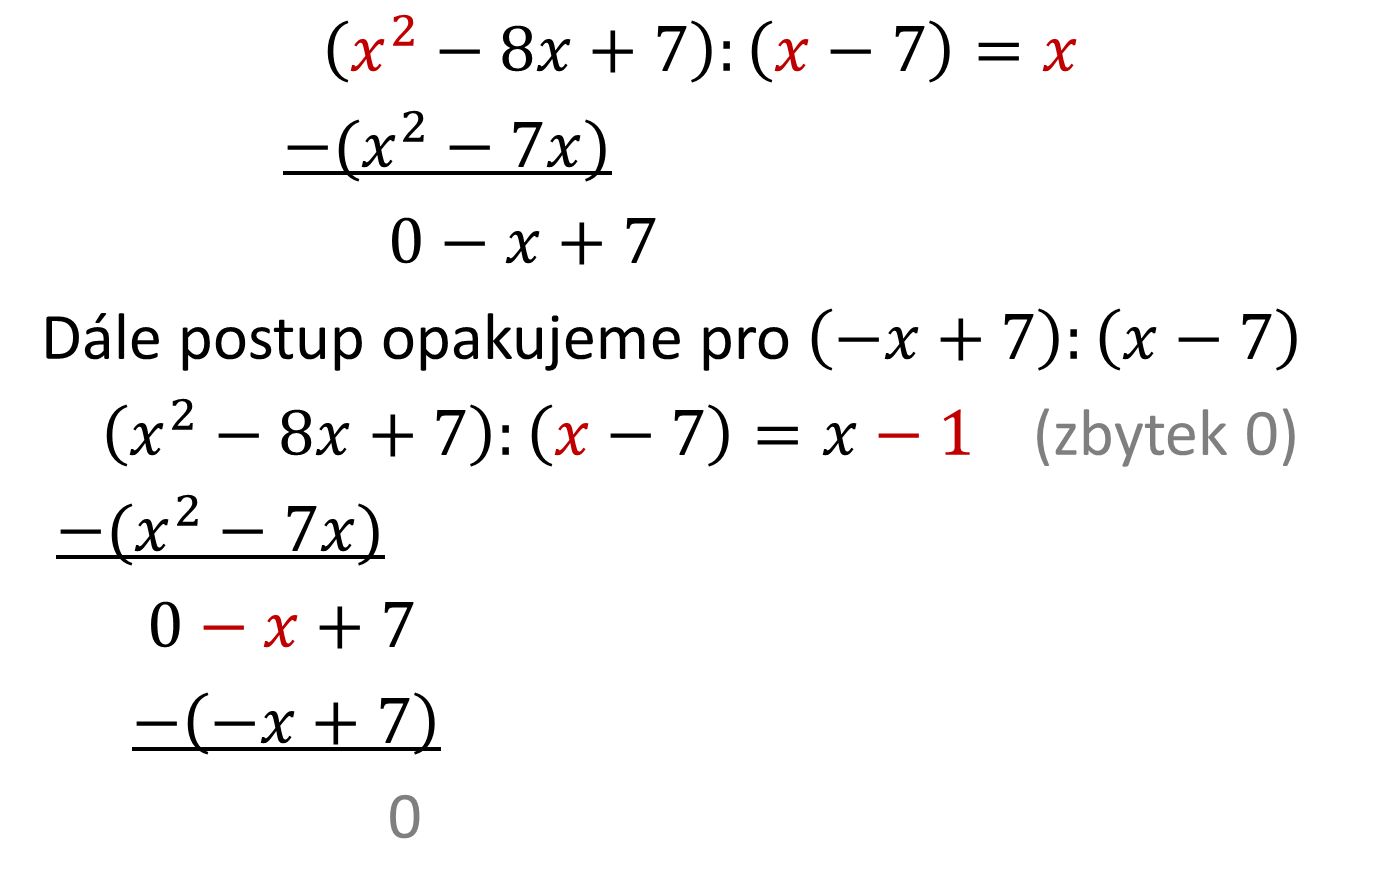 (x² − 8x + 7):(x − 7) = x
−(x² − 7x)
0 − x + 7
Dále postup opakujeme pro (−x + 7):(x − 7)
(x² − 8x + 7):(x − 7) = x − 1 (zbytek 0)
−(x² − 7x)
0 − x + 7
−(−x + 7)
0